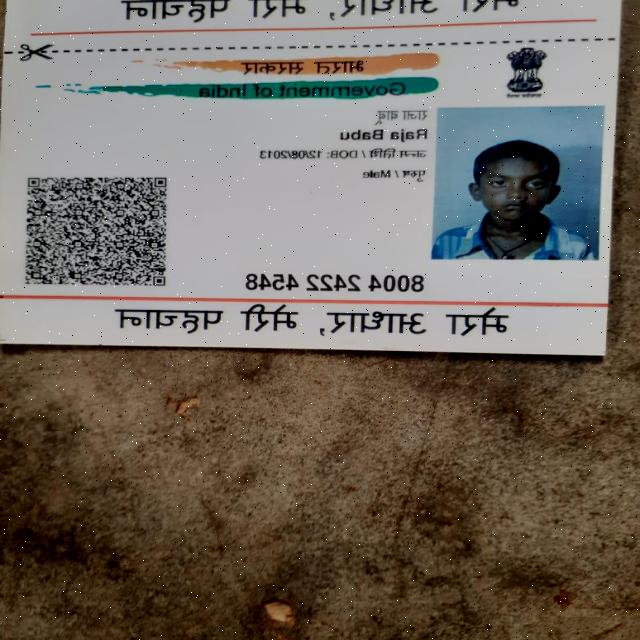 मेरा आधार, मेरी पहचान
भारत सरकार
Government of India
राजा बाबू
Raja Babu
जन्म तिथि / DOB: 12/08/2013
पुरुष / Male
8004 2422 4548
मेरा आधार, मेरी पहचान